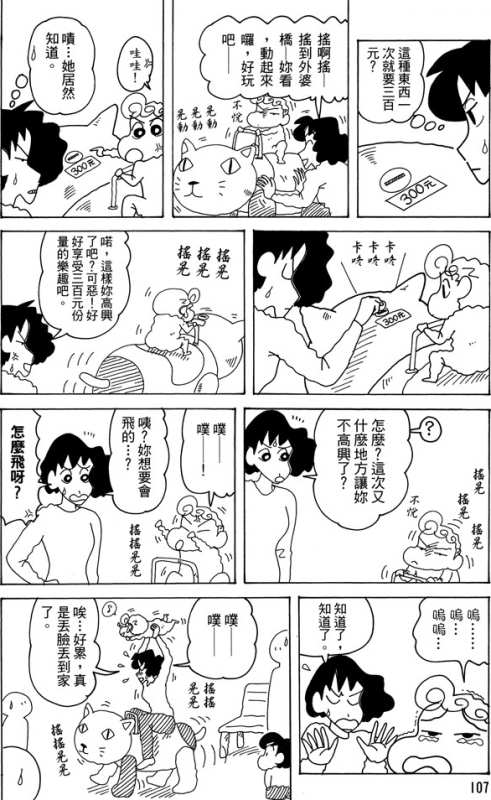 這種東西一
次就要三百
元?
300元
搖啊搖—
搖到外婆
橋—妳看
,動起來
囉,好玩
吧—
不悅
晃動
晃動
晃動
哇哇!
300元
嘖…她居然
知道。
卡咚
卡咚
卡咚
300元
搖晃
搖晃
搖晃
喏,這樣妳高興
了吧?可惡!好
好享受三百元份
量的樂趣吧。
?
搖晃
搖晃
不悅
怎麼?這次又
什麼地方讓妳
不高興了?
噗——
噗——!
搖搖晃晃
咦?妳想要會
飛的…?
怎麼飛呀?
嗚……
嗚嗚……
嗚嗚……
知道了,
知道了。
噗——
噗——
搖搖
晃晃
搖搖晃晃
唉…好累,真
是丟臉丟到家
了。
107